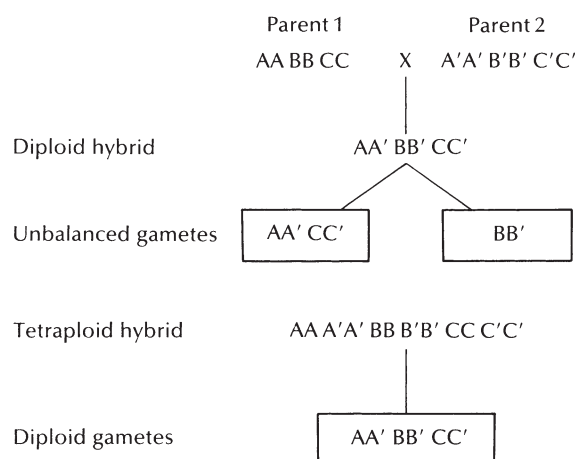 Parent 1 Parent 2
AA BB CC X A′A′ B′B′ C′C′
Diploid hybrid AA′ BB′ CC′
Unbalanced gametes AA′ CC′ BB′
Tetraploid hybrid AA A′A′ BB B′B′ CC C′C′
Diploid gametes AA′ BB′ CC′